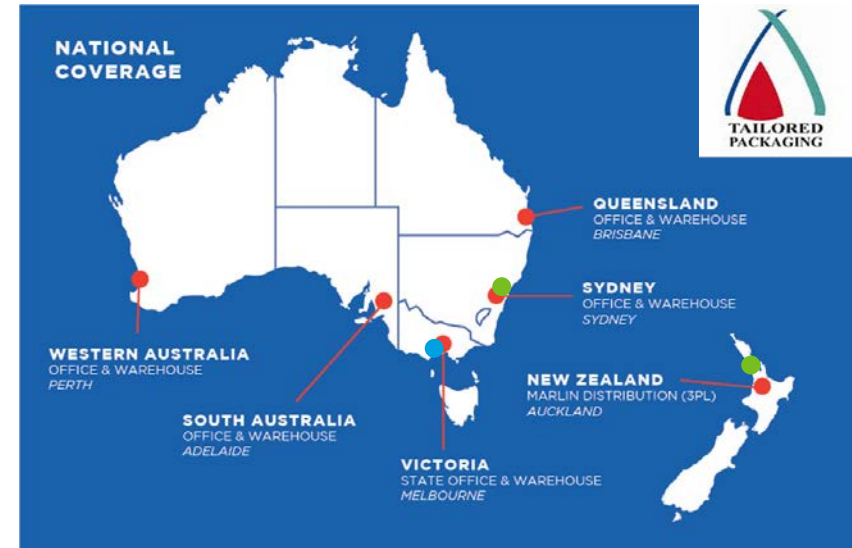 NATIONAL
COVERAGE
TAILORED
PACKAGING
QUEENSLAND
OFFICE & WAREHOUSE
BRISBANE
SYDNEY
OFFICE & WAREHOUSE
SYDNEY
WESTERN AUSTRALIA
OFFICE & WAREHOUSE
PERTH
NEW ZEALAND
MARLIN DISTRIBUTION (3PL)
AUCKLAND
SOUTH AUSTRALIA
OFFICE & WAREHOUSE
ADELAIDE
VICTORIA
STATE OFFICE & WAREHOUSE
MELBOURNE